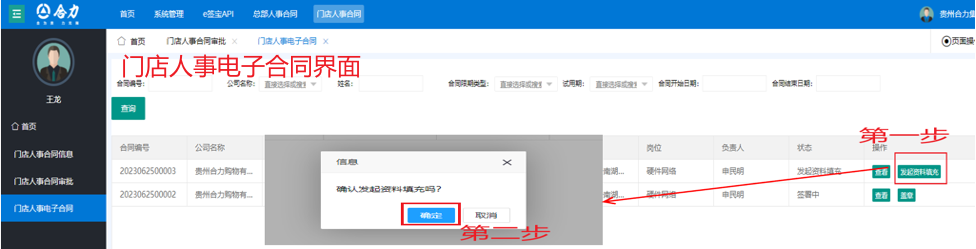 合力 首页 系统管理 e签宝API 总部人事合同 门店人事合同 贵州合力集
首页 门店人事合同审批 × 门店人事电子合同 × 页面操
门店人事电子合同界面
王龙
合同编号: 公司名称: 直接选择或搜 姓名: 合同期限类型: 直接选择或搜 试用期: 直接选择或搜 合同开始日期: 合同结束日期:
查询
首页
门店人事合同信息
门店人事合同审批
门店人事电子合同
第一步
合同编号 公司名称 岗位 负责人 状态 操作
2023062500003 贵州合力购物有... 南湖... 硬件网络 申民明 发起资料填充 查看 发起资料填充
2023062500002 贵州合力购物有... 南湖... 硬件网络 申民明 签署中 查看 盖章
信息 ×
确认发起资料填充吗?
确定 取消
第二步